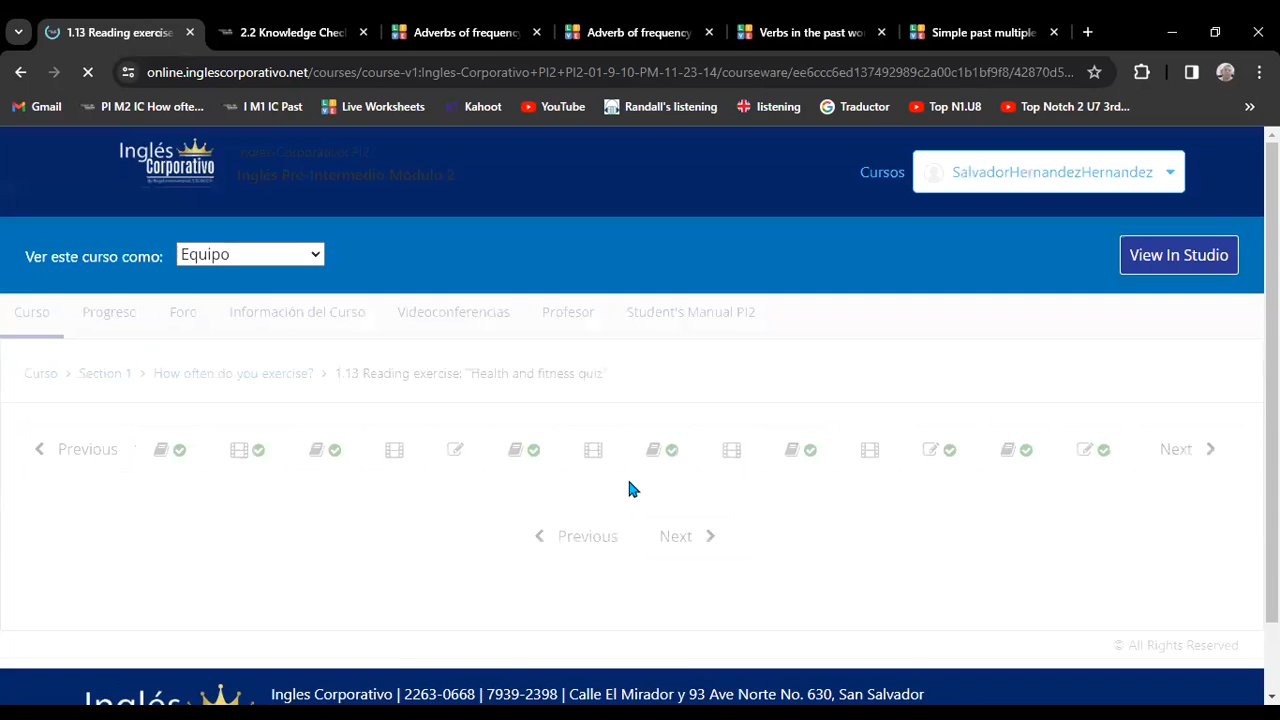 1.13 Reading exercise
2.2 Knowledge Chec
Adverbs of frequency
Adverb of frequency
Verbs in the past wo
Simple past multiple
online.inglescorporativo.net/courses/course-v1:Ingles-Corporativo+PI2+PI2-01-9-10-PM-11-23-14/courseware/ee6ccc6ed137492989c2a00c1b1bf9f8/42870d5...
Gmail
PI M2 IC How ofte...
I M1 IC Past
Live Worksheets
Kahoot
YouTube
Randall's listening
listening
Traductor
Top N1.U8
Top Notch 2 U7 3rd...
»
Inglés Corporativo
Ingles-Corporativo: PI2
Inglés Pre-Intermedio Módulo 2
Cursos
SalvadorHernandezHernandez
Ver este curso como:
Equipo
View In Studio
Curso
Progreso
Foro
Información del Curso
Videoconferencias
Profesor
Student's Manual PI2
Curso > Section 1 > How often do you exercise? > 1.13 Reading exercise: "Health and fitness quiz"
Previous
Next
Previous
Next
© All Rights Reserved
Inglés
Ingles Corporativo | 2263-0668 | 7939-2398 | Calle El Mirador y 93 Ave Norte No. 630, San Salvador